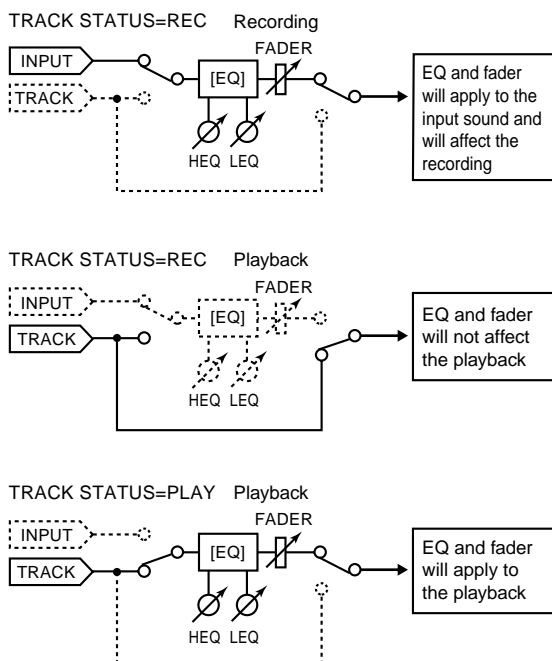 TRACK STATUS=REC Recording
FADER
INPUT
[EQ]
TRACK
HEQ LEQ
EQ and fader
will apply to the
input sound and
will affect the
recording
TRACK STATUS=REC Playback
FADER
INPUT
[EQ]
TRACK
HEQ LEQ
EQ and fader
will not affect
the playback
TRACK STATUS=PLAY Playback
FADER
INPUT
[EQ]
TRACK
HEQ LEQ
EQ and fader
will apply to
the playback